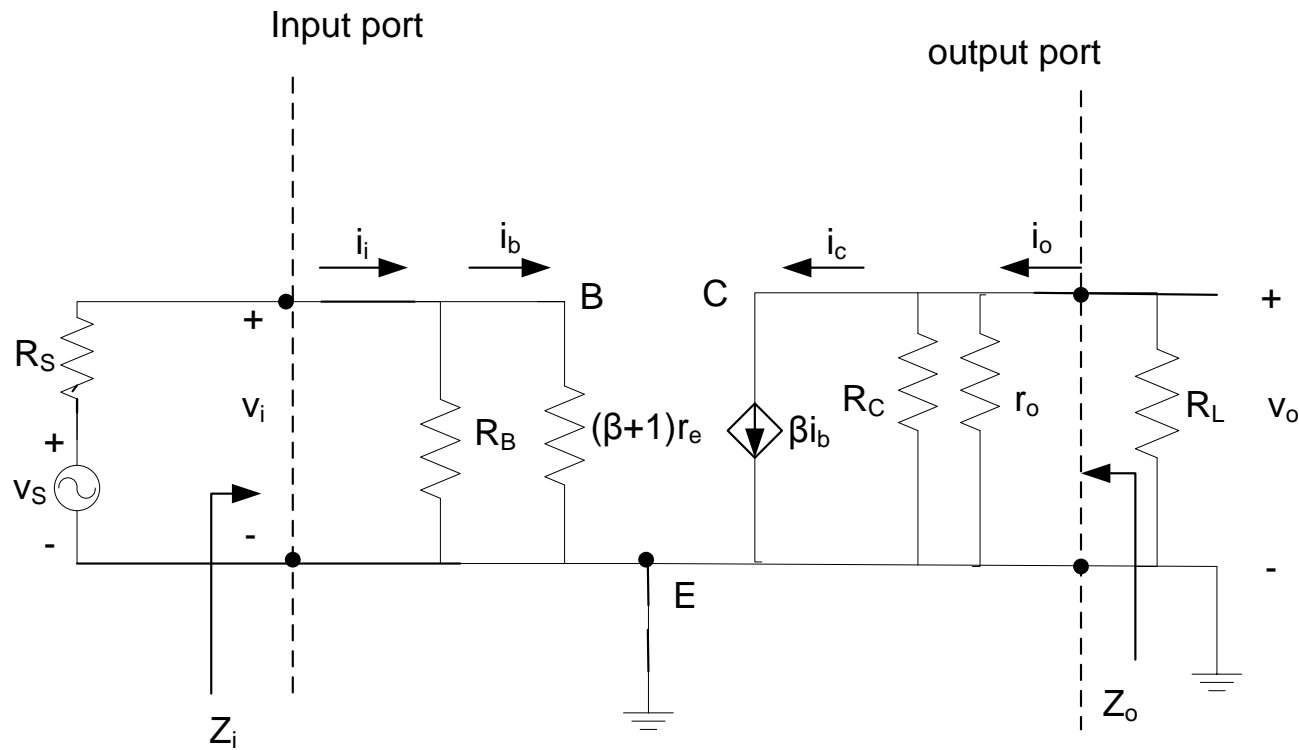 Input port
output port
i_i
i_b
i_c
i_o
B
C
+
+
R_S
v_i
R_B
(β+1)r_e
βi_b
R_C
r_o
R_L
v_o
+
v_S
-
-
-
E
Z_i
Z_o